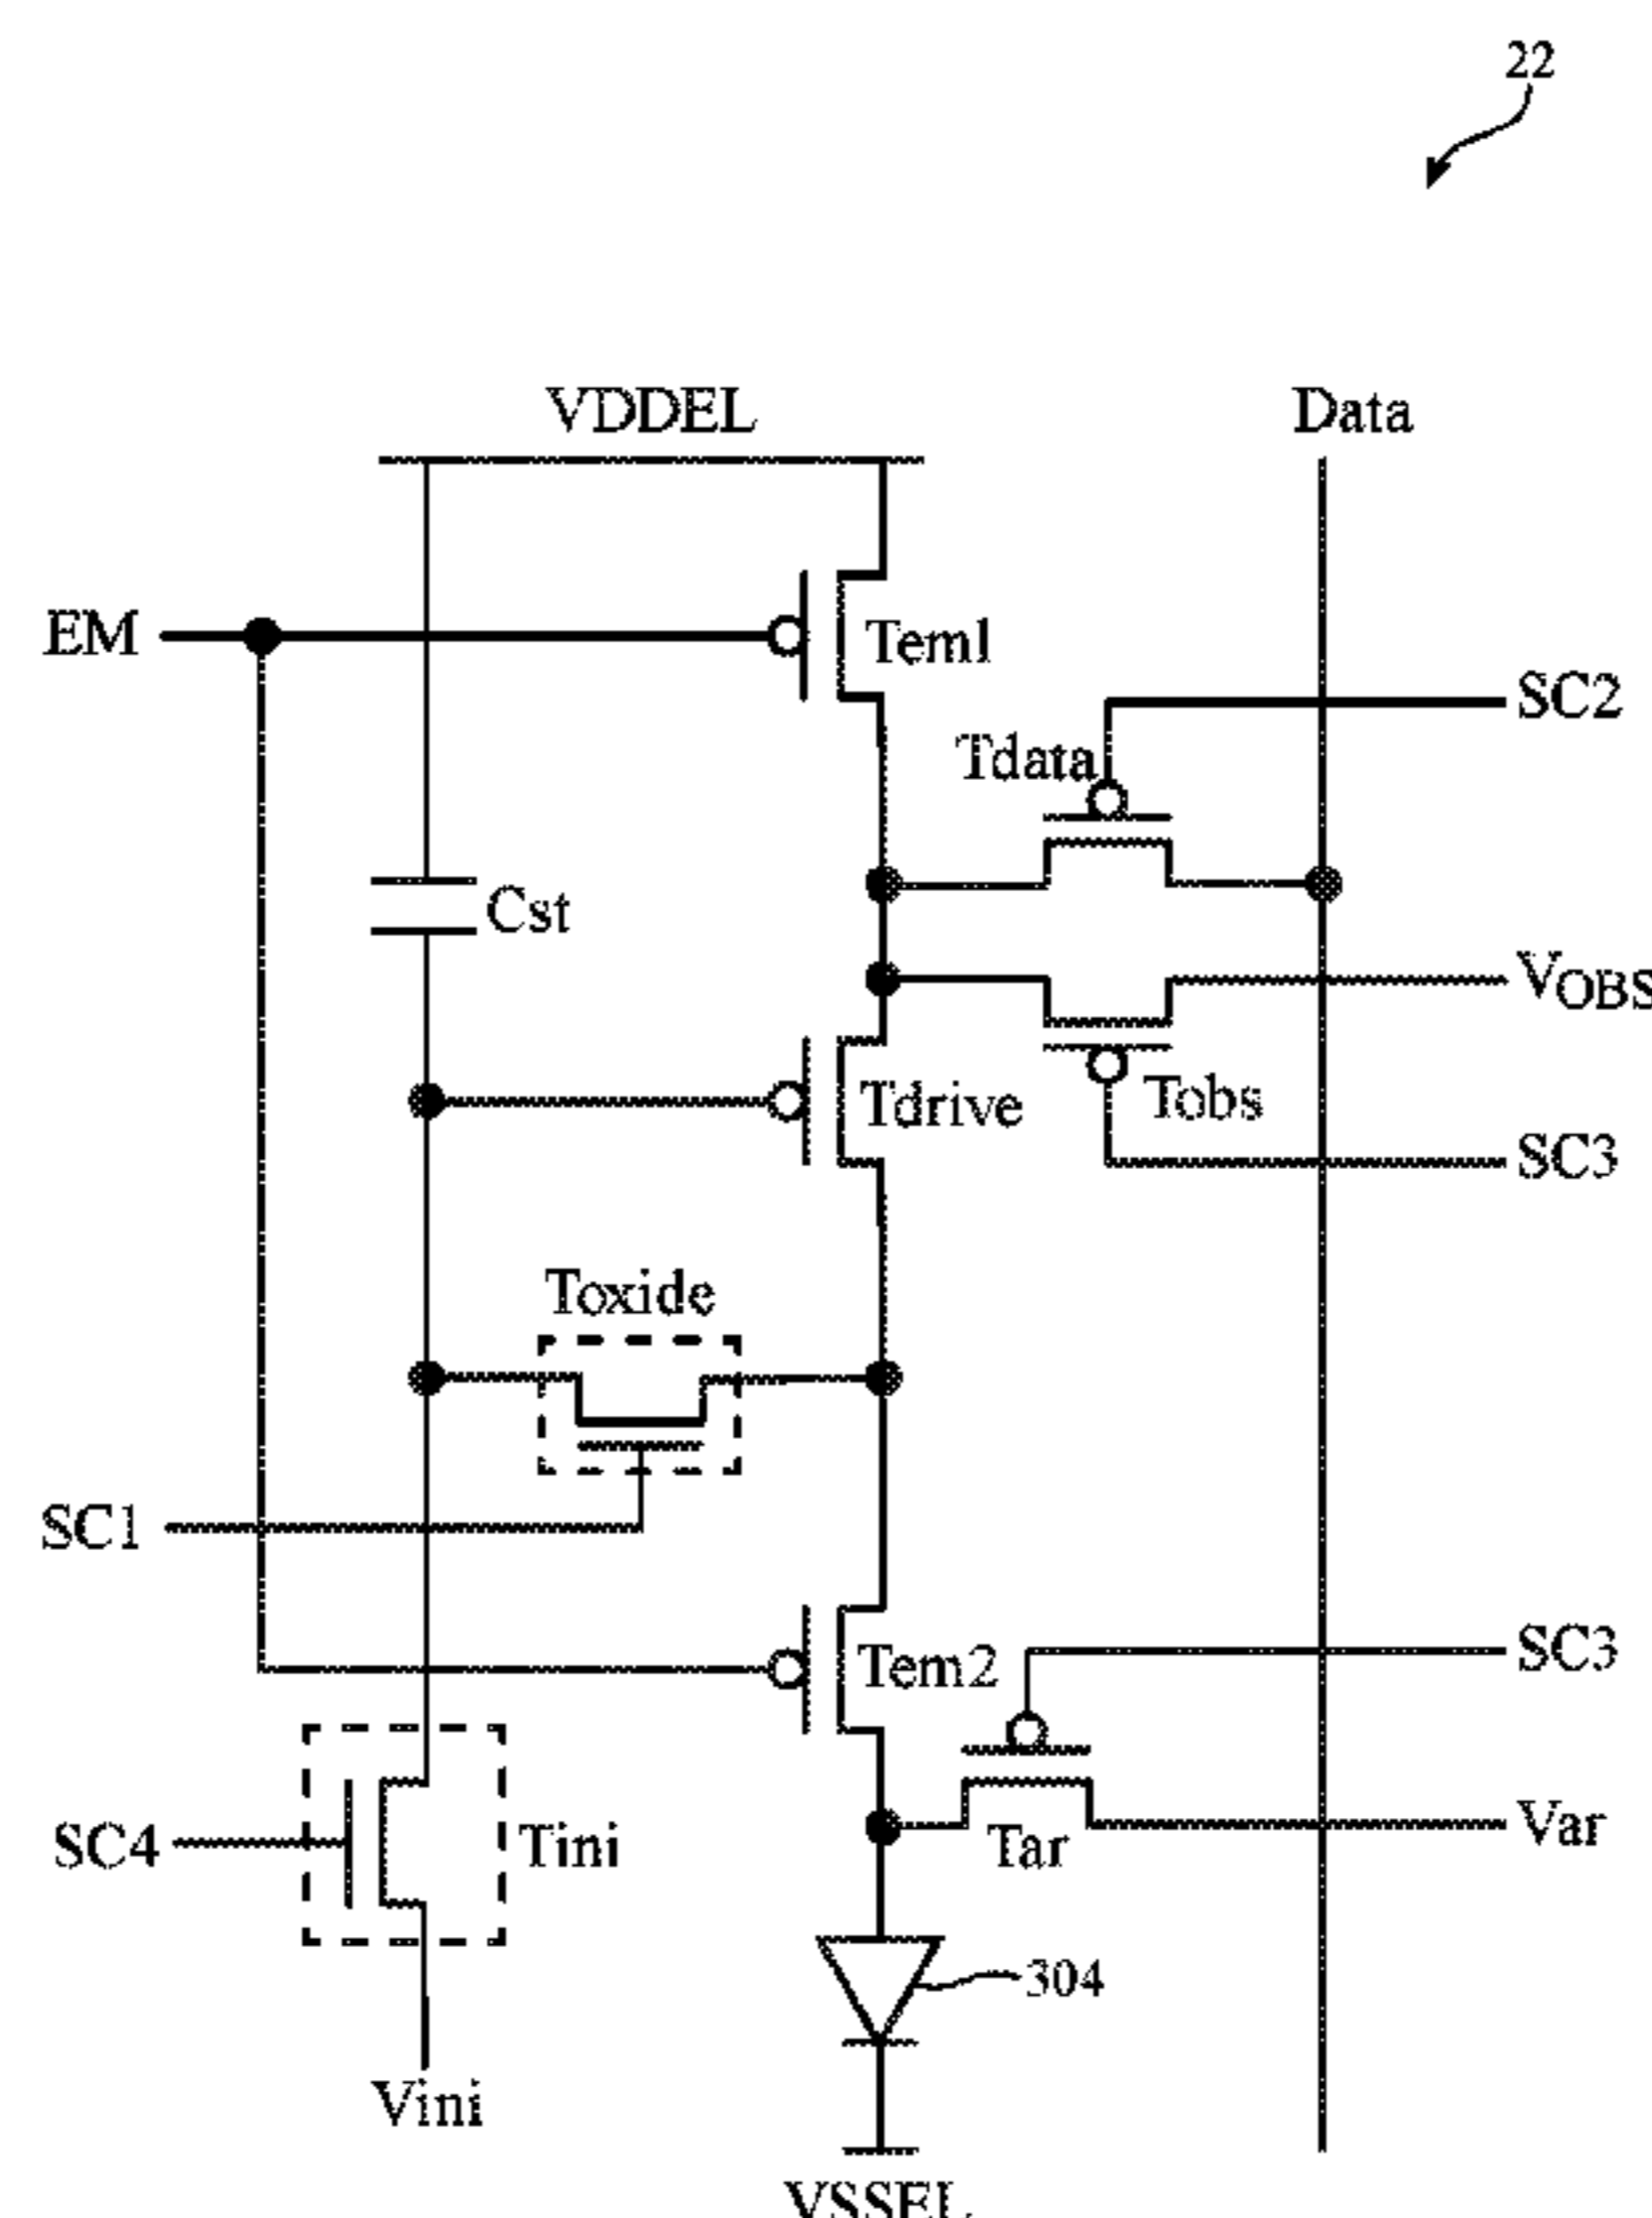 22
VDDEL
Data
EM
Tem1
SC2
Tdata
Cst
VOBS
Tdrive
Tobs
SC3
Toxide
SC1
SC3
Tem2
SC4
Tini
Tar
Var
304
Vini
VSSEL